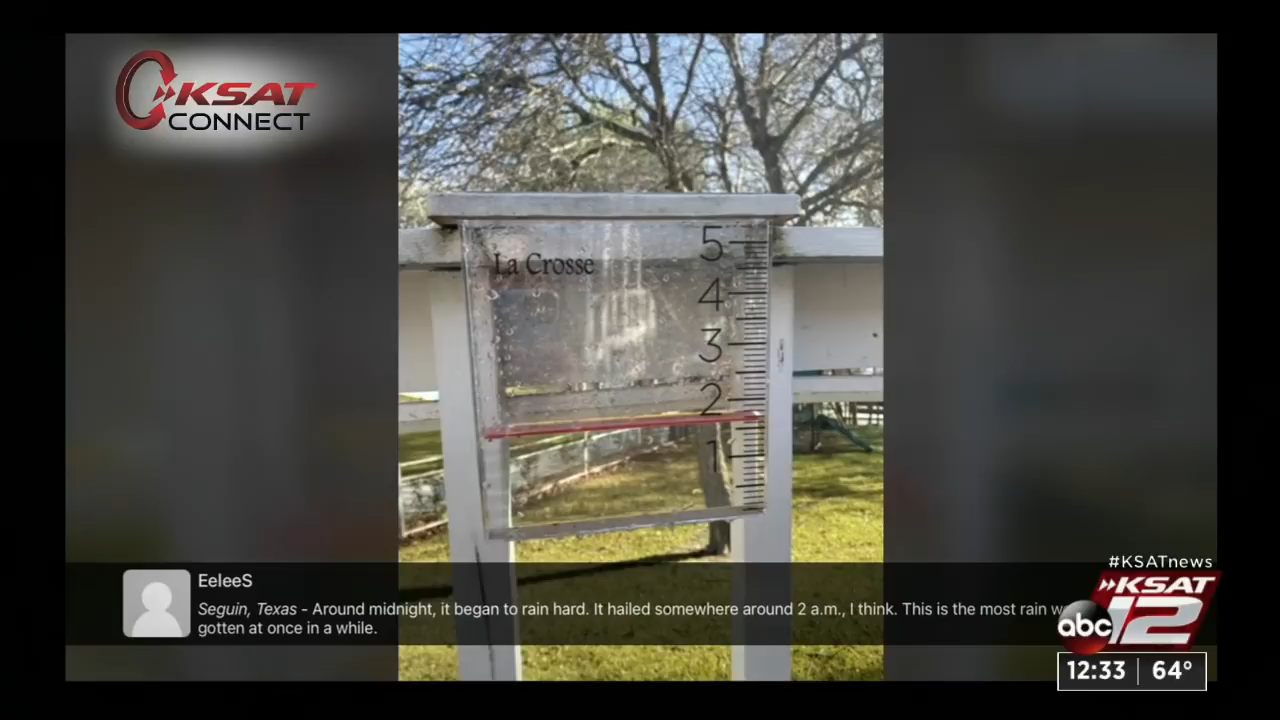 KSAT
CONNECT
La Crosse
5
4
3
2
1
EeleeS
Seguin, Texas - Around midnight, it began to rain hard. It hailed somewhere around 2 a.m., I think. This is the most rain
gotten at once in a while.
#KSATnews
KSAT
abc 12
12:33 64°